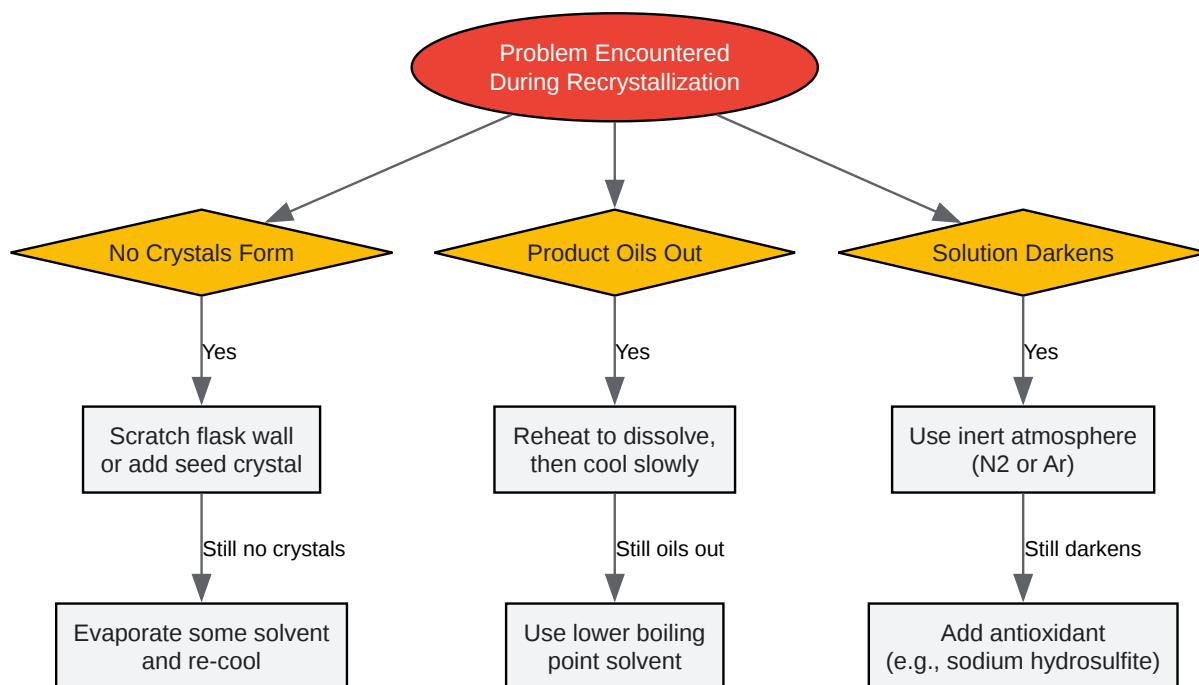 Problem Encountered
During Recrystallization
No Crystals Form
Product Oils Out
Solution Darkens
Yes
Yes
Yes
Scratch flask wall
or add seed crystal
Reheat to dissolve,
then cool slowly
Use inert atmosphere
(N2 or Ar)
Still no crystals
Still oils out
Still darkens
Evaporate some solvent
and re-cool
Use lower boiling
point solvent
Add antioxidant
(e.g., sodium hydrosulfite)